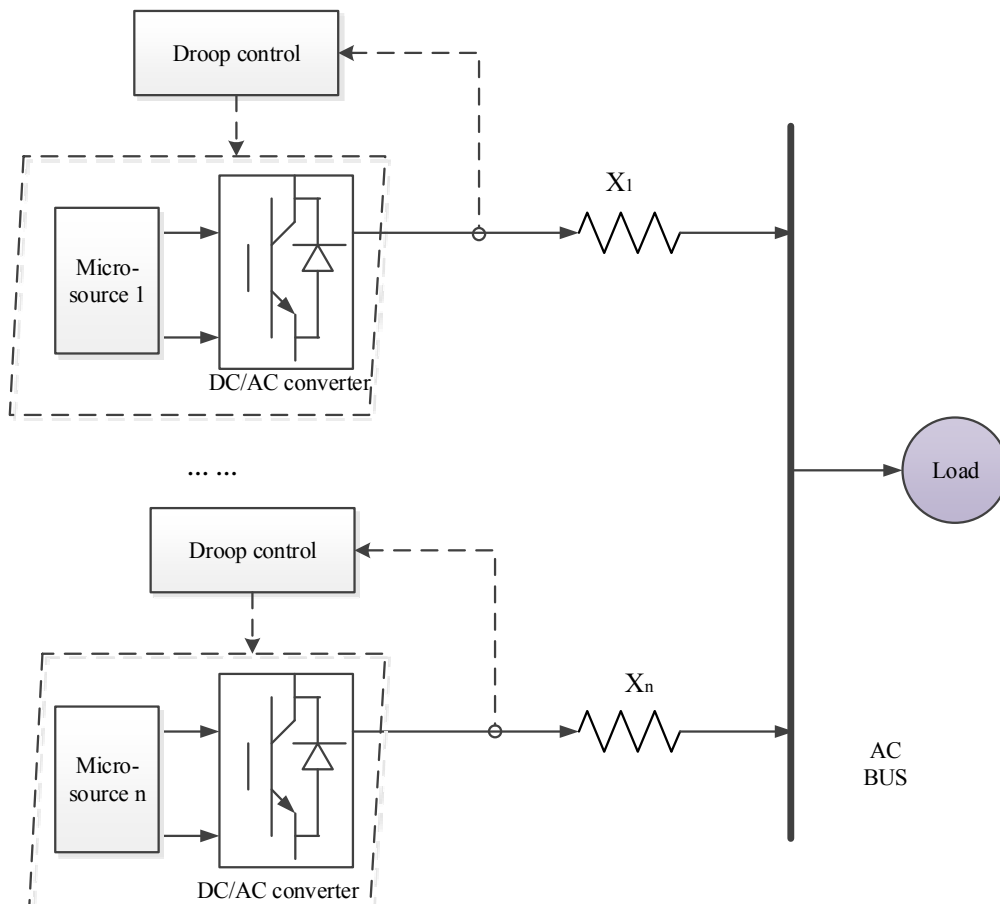 Droop control
X1
Micro-
source 1
DC/AC converter
... ...
Load
Droop control
Xn
Micro-
source n
AC
BUS
DC/AC converter